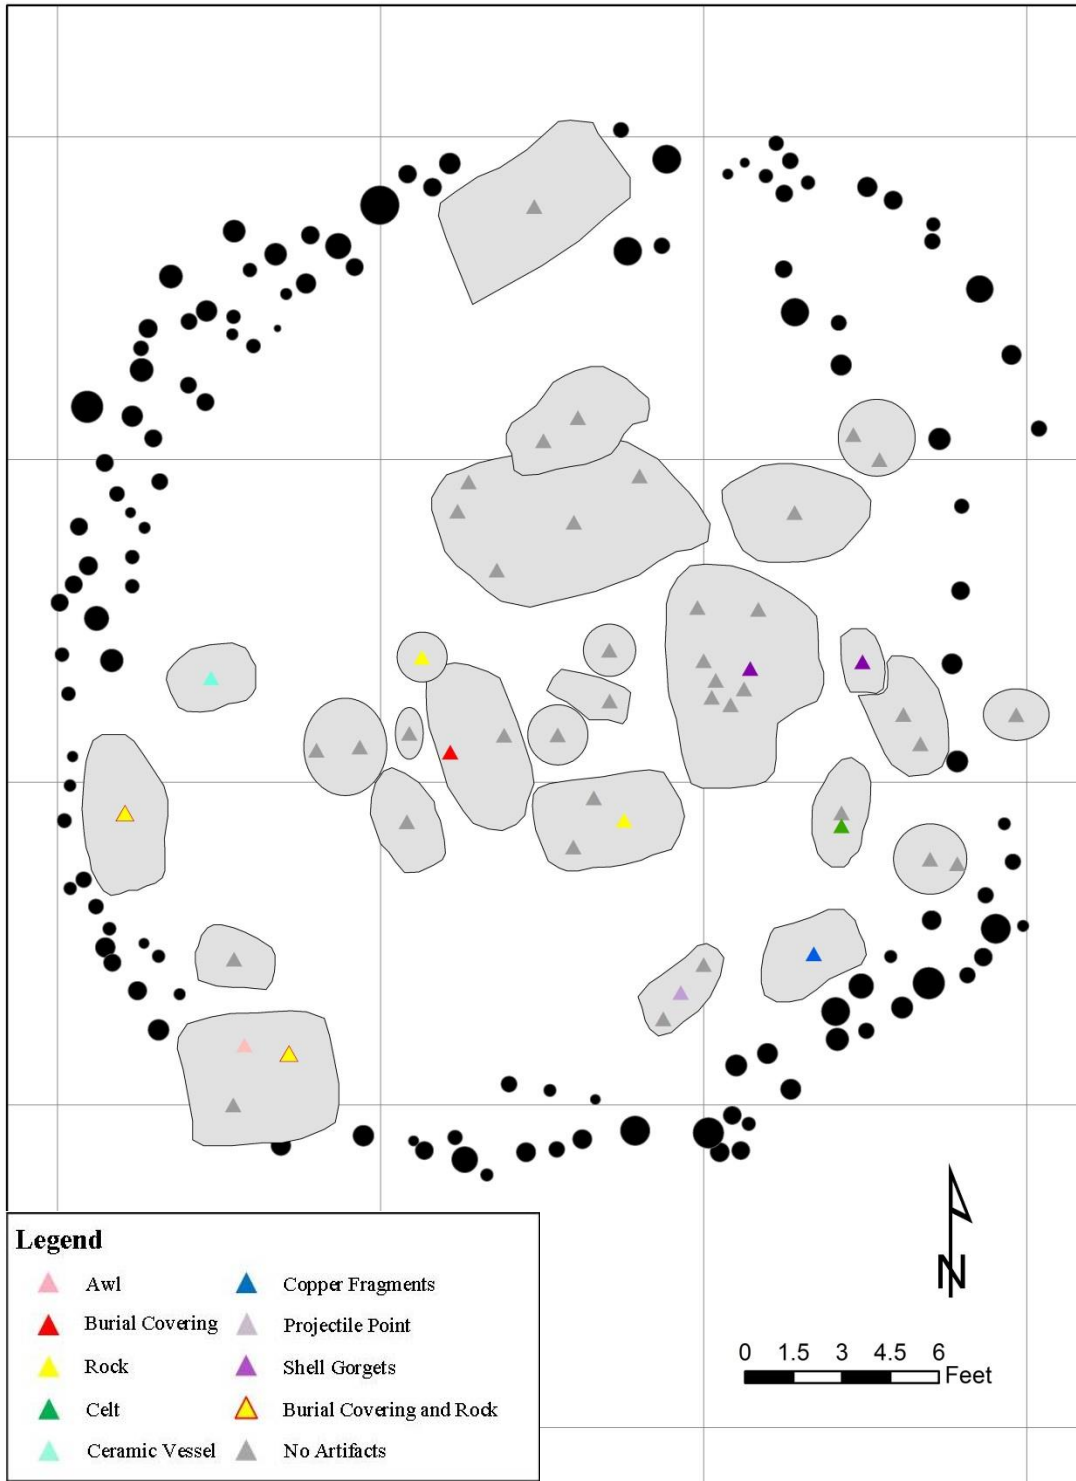 N
0 1.5 3 4.5 6
Feet
Legend
Awl
Burial Covering
Rock
Celt
Ceramic Vessel
Copper Fragments
Projectile Point
Shell Gorgets
Burial Covering and Rock
No Artifacts